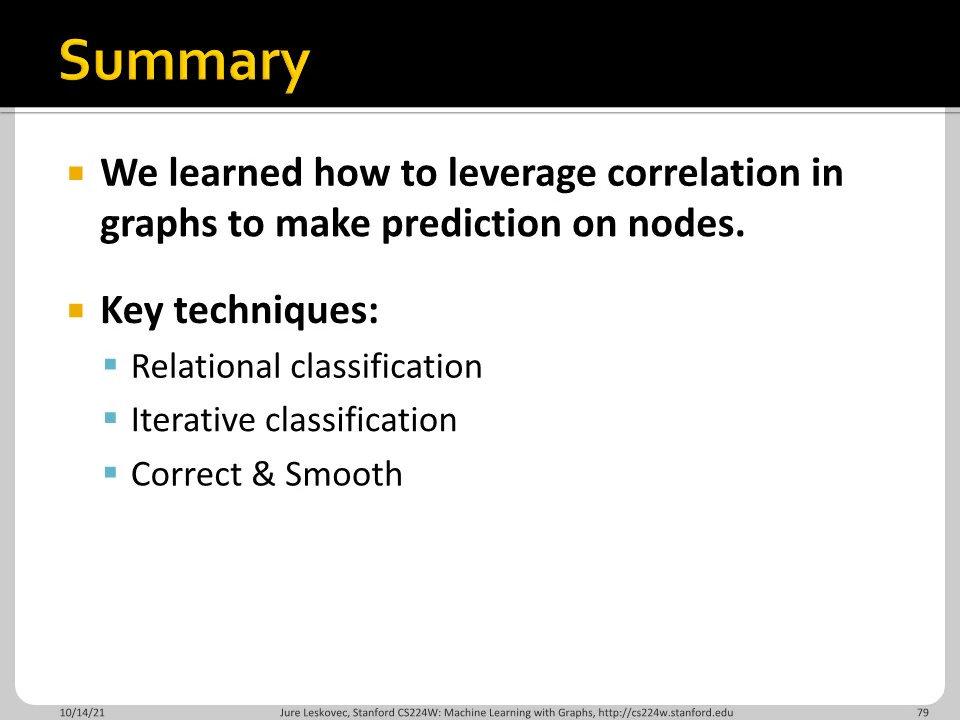 Summary
We learned how to leverage correlation in
graphs to make prediction on nodes.
Key techniques:
Relational classification
Iterative classification
Correct & Smooth
10/14/21
Jure Leskovec, Stanford CS224W: Machine Learning with Graphs, http://cs224w.stanford.edu
79